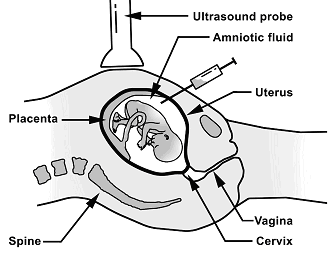 Ultrasound probe
Amniotic fluid
Uterus
Placenta
Vagina
Spine
Cervix